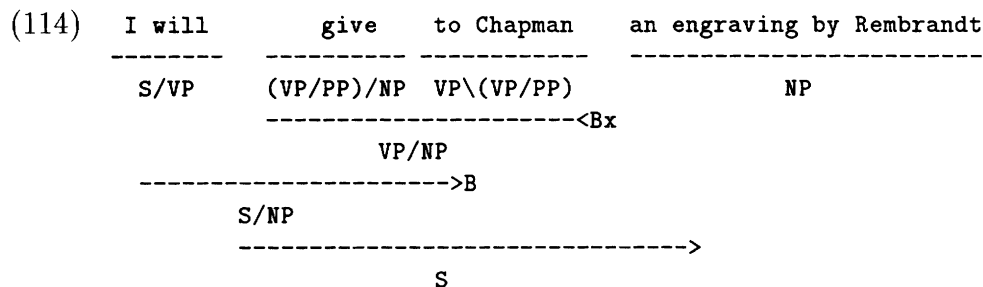 (114) I will give to Chapman an engraving by Rembrandt
-------- ---------- ------------ -------------------------
S/VP (VP/PP)/NP VP\(VP/PP) NP
----------------------<Bx
VP/NP
----------------------->B
S/NP
-------------------------------->
S